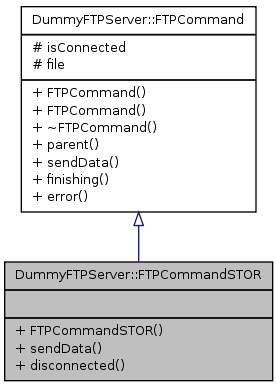 DummyFTPServer::FTPCommand
# isConnected
# file
+ FTPCommand()
+ FTPCommand()
+ ~FTPCommand()
+ parent()
+ sendData()
+ finishing()
+ error()
DummyFTPServer::FTPCommandSTOR
+ FTPCommandSTOR()
+ sendData()
+ disconnected()